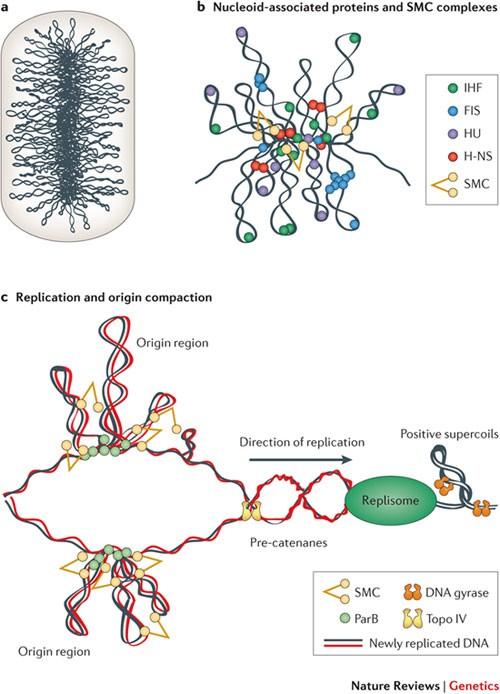 a
b Nucleoid-associated proteins and SMC complexes
IHF
FIS
HU
H-NS
SMC
c Replication and origin compaction
Origin region
Direction of replication
Positive supercoils
Replisome
Pre-catenanes
Origin region
SMC
DNA gyrase
ParB
Topo IV
Newly replicated DNA
Nature Reviews | Genetics